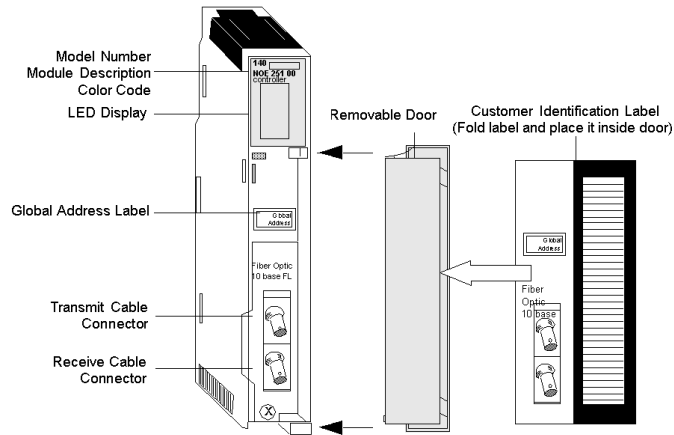 Model Number
Module Description
Color Code
LED Display
Global Address Label
Transmit Cable
Connector
Receive Cable
Connector
140
NOE 251 00
controller
Global
Address
Fiber Optic
10 base FL
X
Removable Door
Customer Identification Label
(Fold label and place it inside door)
Global
Address
Fiber
Optic
10 base